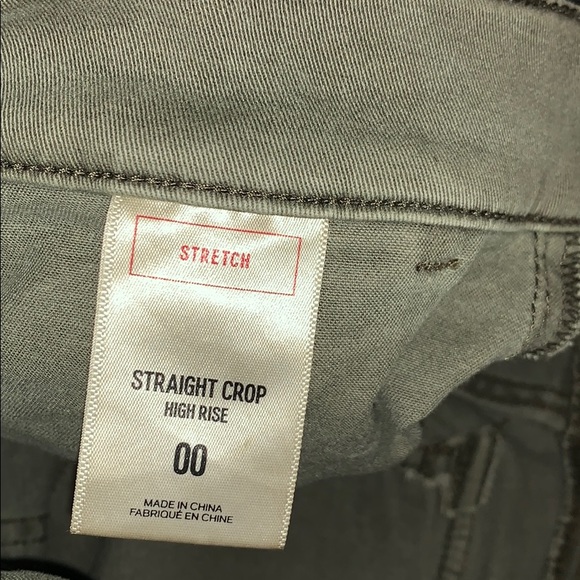 STRETCH
STRAIGHT CROP
HIGH RISE
00
MADE IN CHINA
FABRIQUÉ EN CHINE